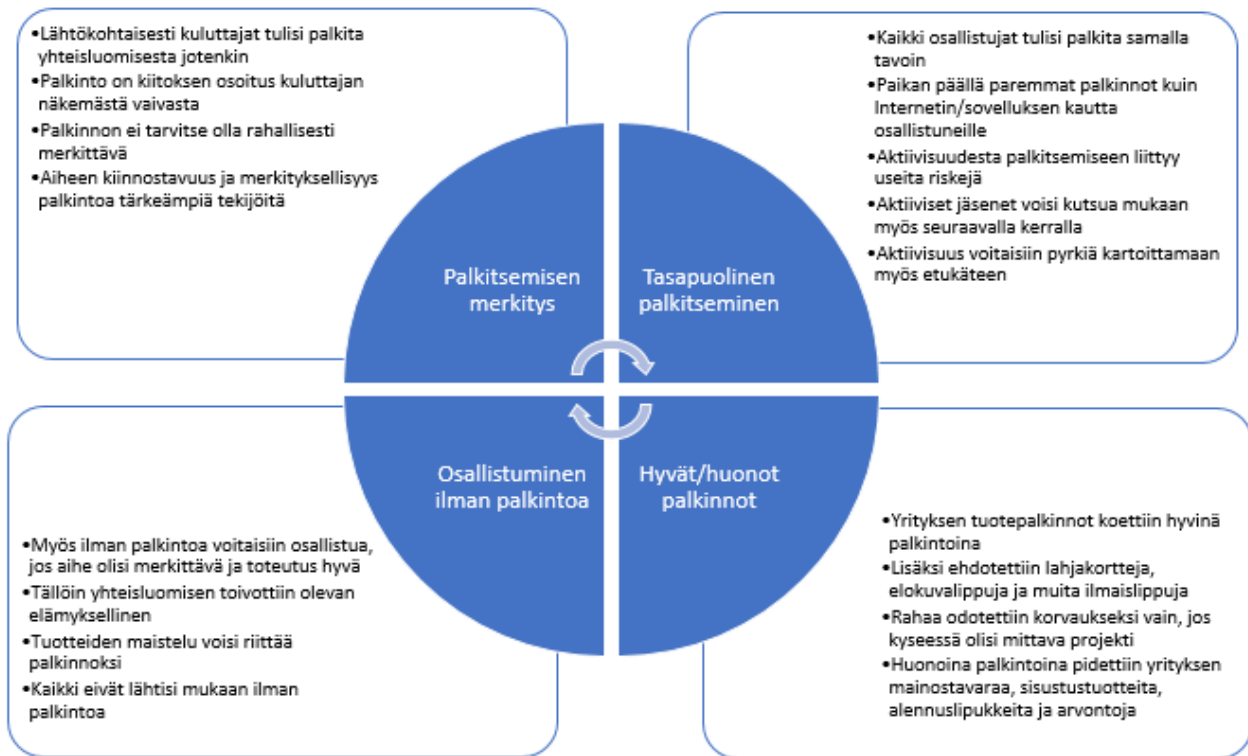 •Lähtökohtaisesti kuluttajat tulisi palkita
yhteisluomisesta jotenkin
•Palkinto on kiitoksen osoitus kuluttajan
näkemästä vaivasta
•Palkinnon ei tarvitse olla rahallisesti
merkittävä
•Aiheen kiinnostavuus ja merkityksellisyys
palkintoa tärkeämpiä tekijöitä
•Kaikki osallistujat tulisi palkita samalla
tavoin
•Paikan päällä paremmat palkinnot kuin
Internetin/sovelluksen kautta
osallistuneille
•Aktiivisuudesta palkitsemiseen liittyy
useita riskejä
•Aktiiviset jäsenet voisi kutsua mukaan
myös seuraavalla kerralla
•Aktiivisuus voitaisiin pyrkiä kartoittamaan
myös etukäteen
Palkitsemisen
merkitys
Tasapuolinen
palkitseminen
Osallistuminen
ilman palkintoa
Hyvät/huonot
palkinnot
•Myös ilman palkintoa voitaisiin osallistua,
jos aihe olisi merkittävä ja toteutus hyvä
•Tällöin yhteisluomisen toivottiin olevan
elämyksellinen
•Tuotteiden maistelu voisi riittää
palkinnoksi
•Kaikki eivät lähtisi mukaan ilman
palkintoa
•Yrityksen tuotepalkinnot koettiin hyvinä
palkintoina
•Lisäksi ehdotettiin lahjakortteja,
elokuvalippuja ja muita ilmaislippuja
•Rahaa odotettiin korvaukseksi vain, jos
kyseessä olisi mittava projekti
•Huonoina palkintoina pidettiin yrityksen
mainostavaraa, sisustustuotteita,
alennuslipukkeita ja arvontoja